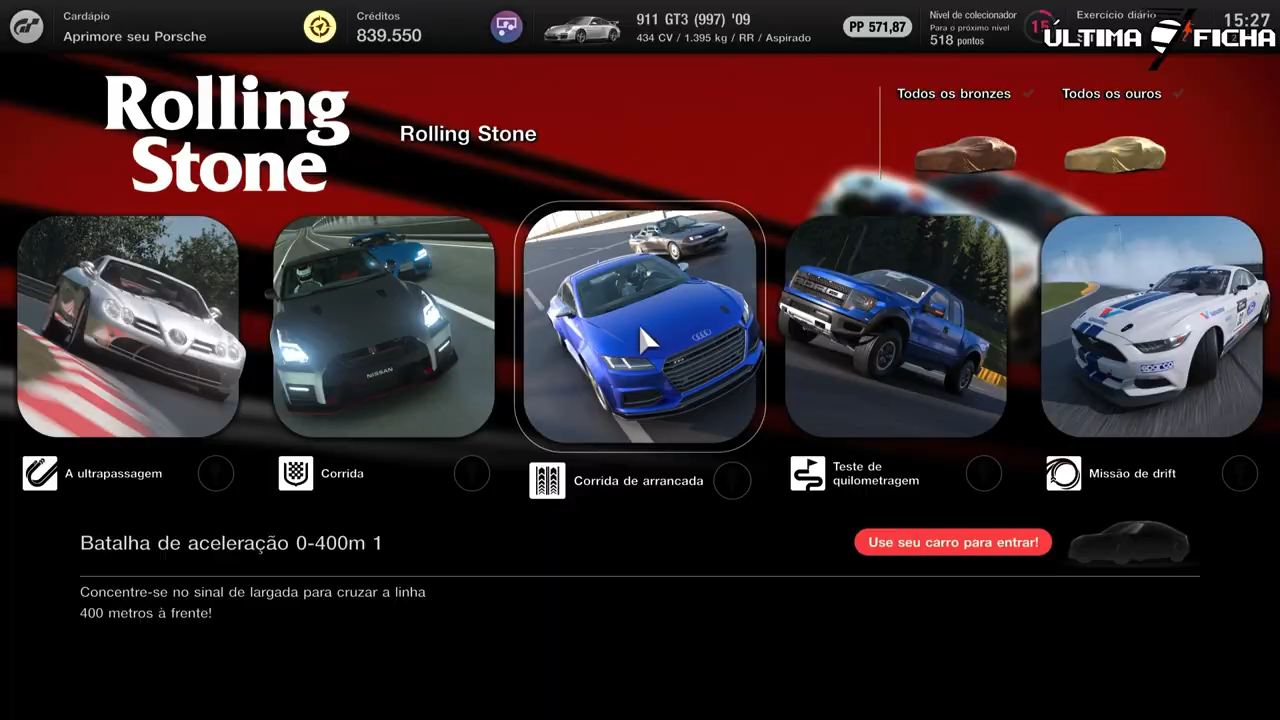 Cardápio
Aprimore seu Porsche
Créditos
839.550
911 GT3 (997) '09
434 CV / 1.395 kg / RR / Aspirado
PP 571,87
Nível de colecionador
Para o próximo nível
518 pontos
15
Exercício diário
15:27
ÚLTIMA FICHA
Rolling
Stone
Rolling Stone
Todos os bronzes
Todos os ouros
NISSAN
A ultrapassagem
Corrida
Corrida de arrancada
Teste de
quilometragem
Missão de drift
Batalha de aceleração 0-400m 1
Use seu carro para entrar!
Concentre-se no sinal de largada para cruzar a linha
400 metros à frente!